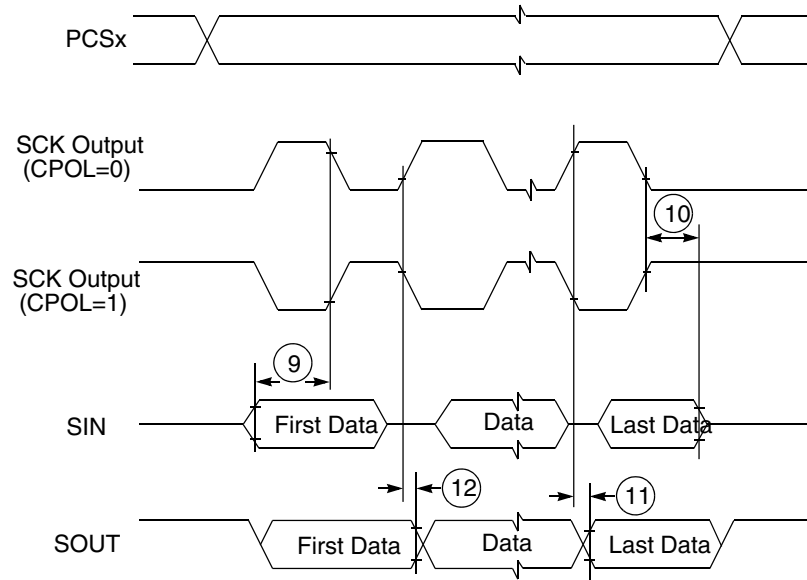 PCSx
SCK Output
(CPOL=0)
10
SCK Output
(CPOL=1)
9
SIN
First Data
Data
Last Data
12
11
SOUT
First Data
Data
Last Data